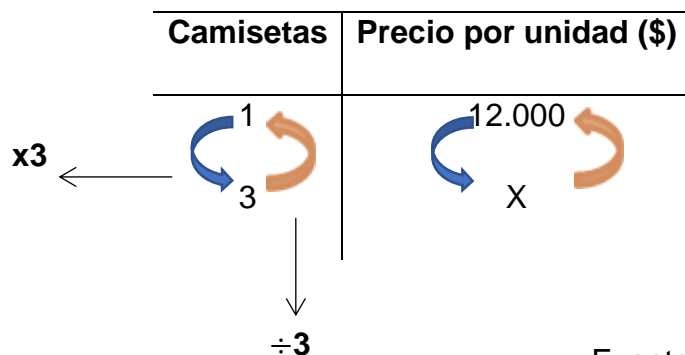 Camisetas Precio por unidad ($)
1 12.000
x3
3 X
÷3